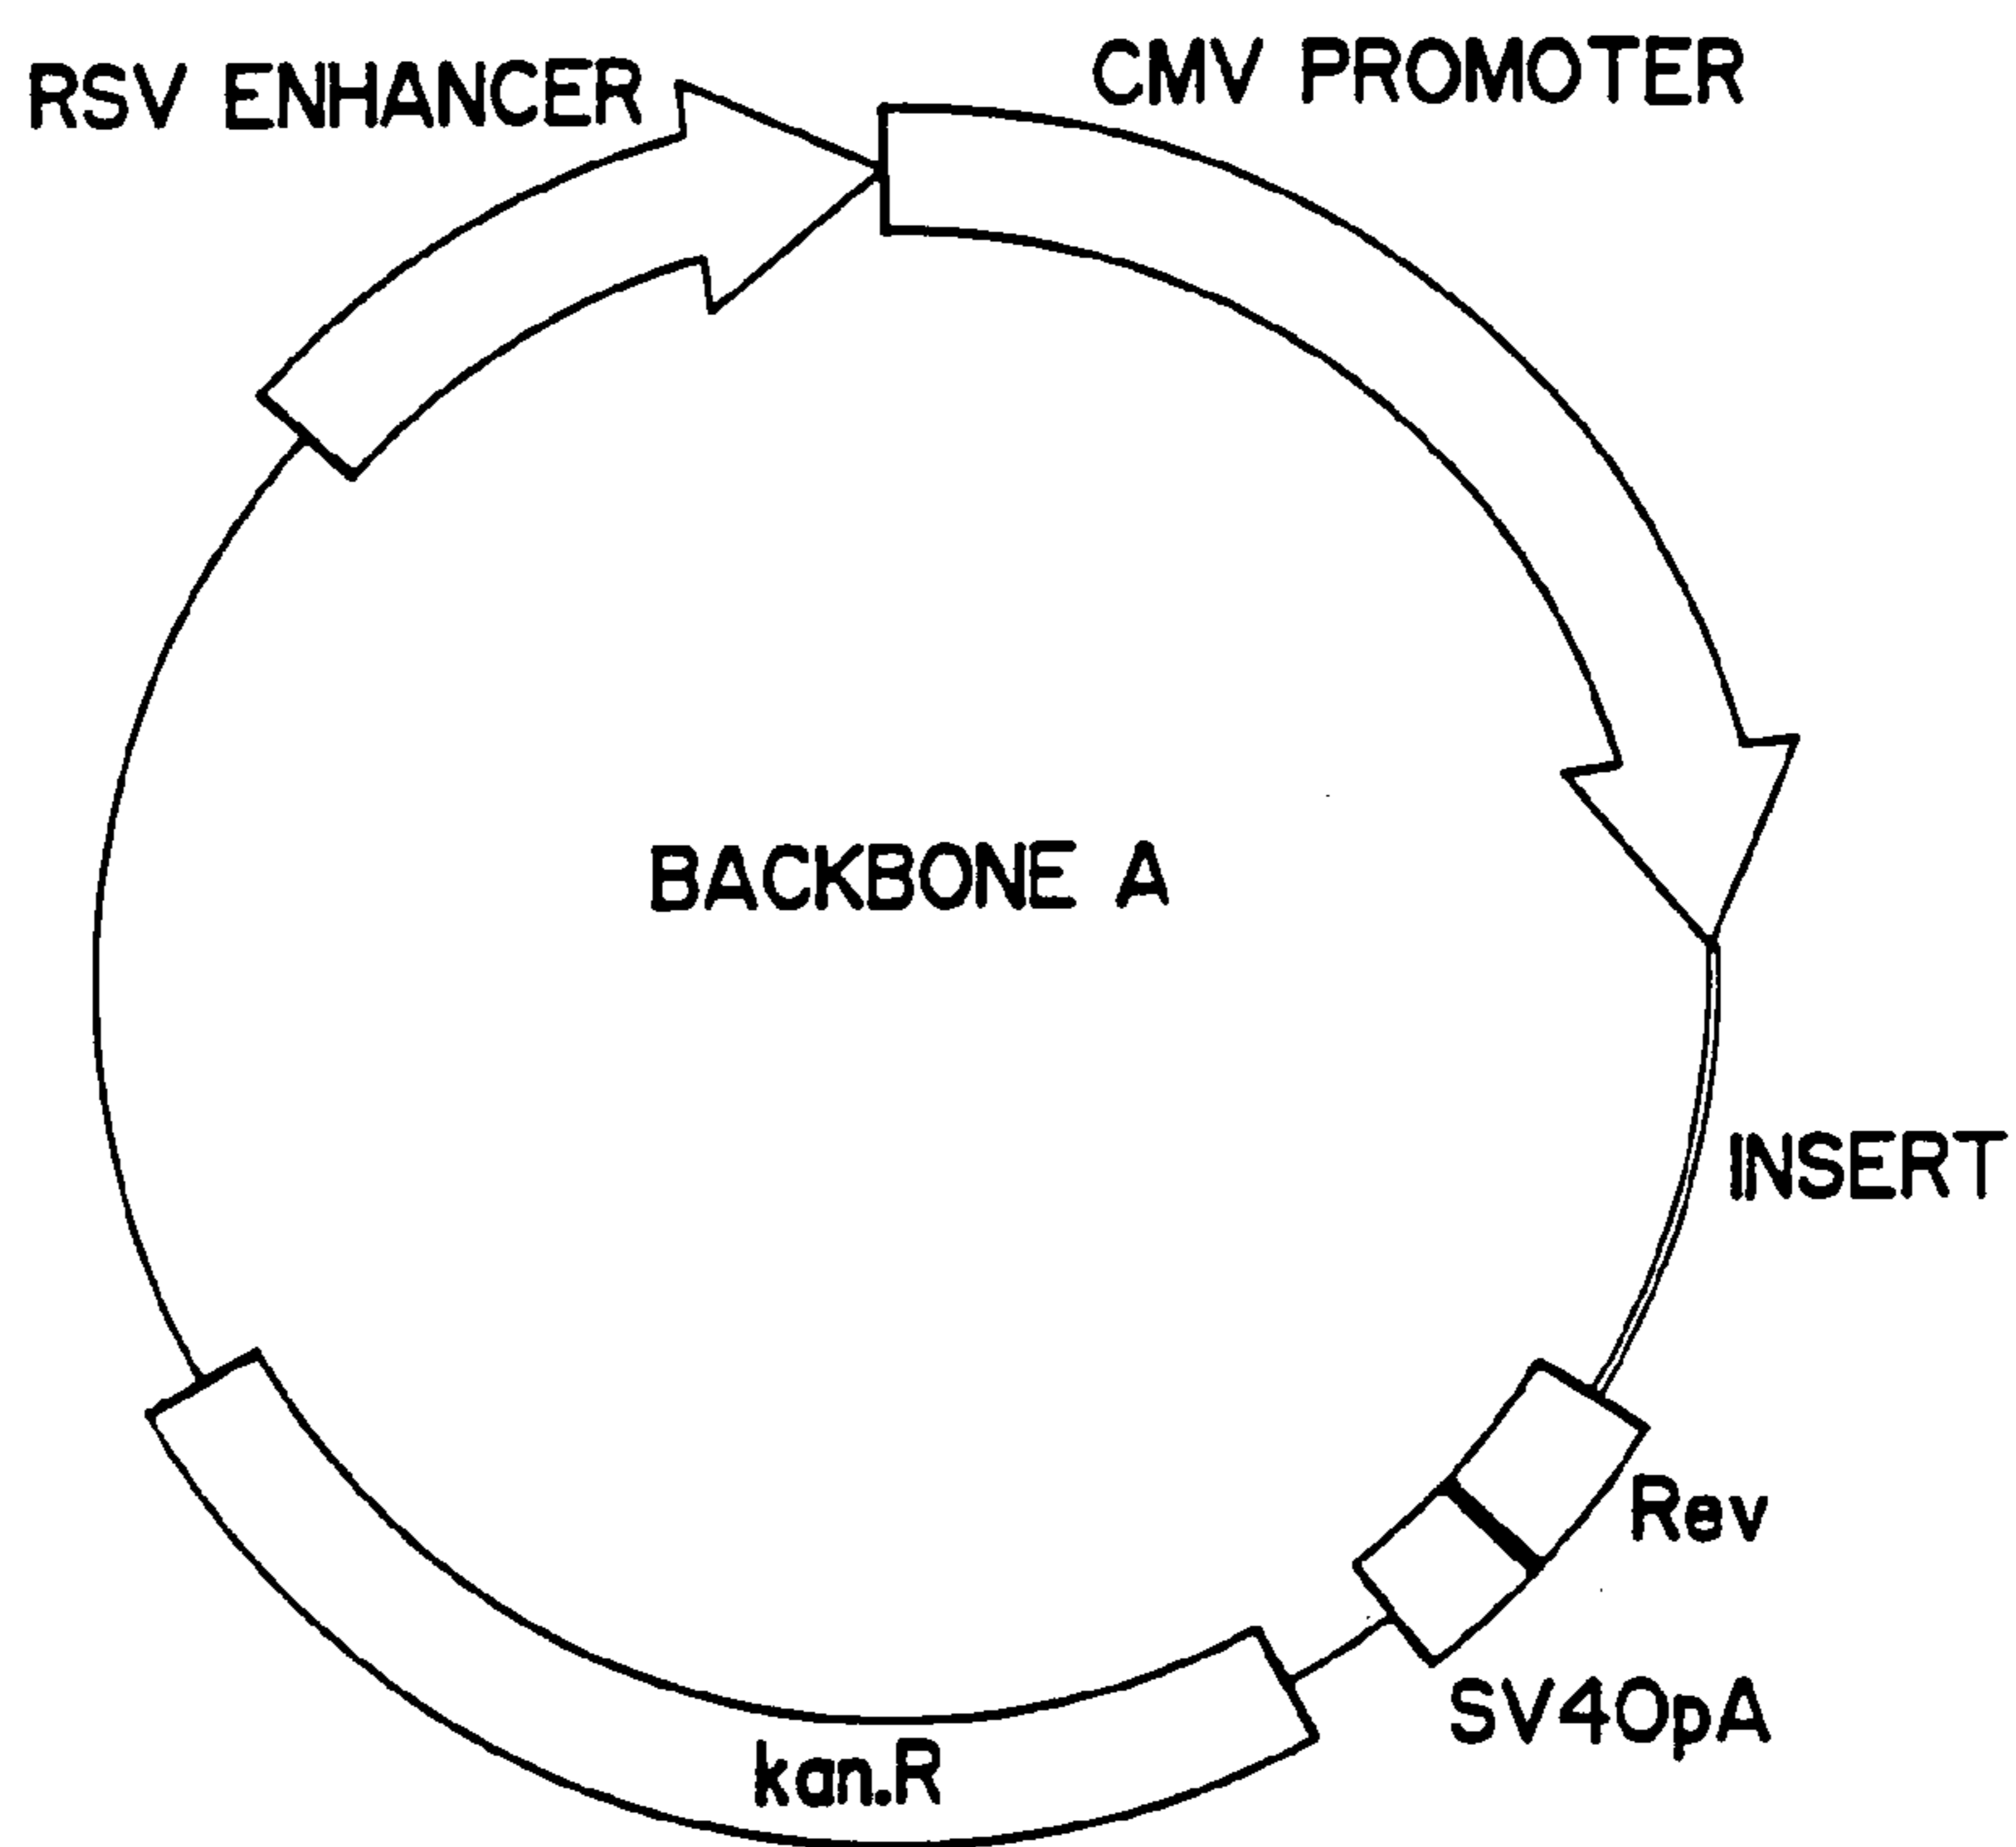 RSV ENHANCER
CMV PROMOTER
BACKBONE A
INSERT
Rev
SV40pA
kan.R